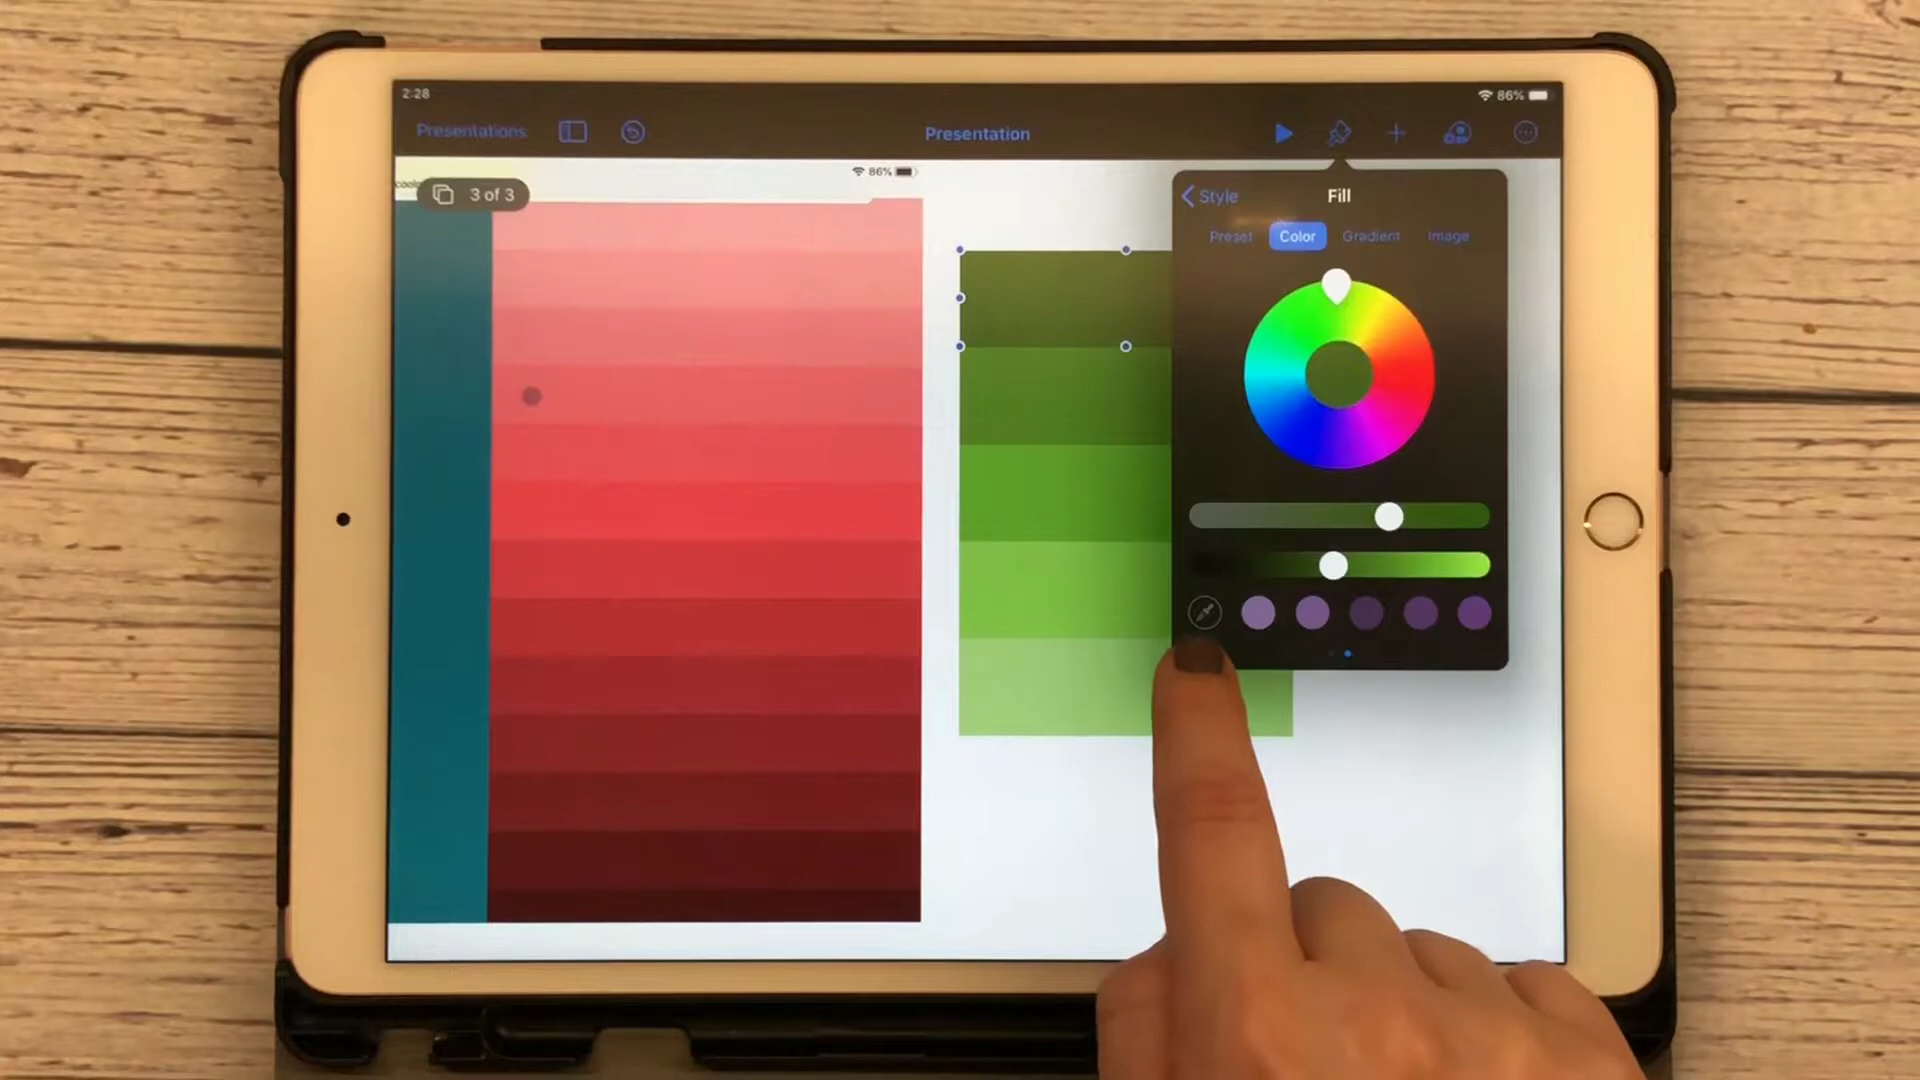 2:28
86%
Presentations
Presentation
86%
3 of 3
Style
Fill
Preset
Color
Gradient
Image